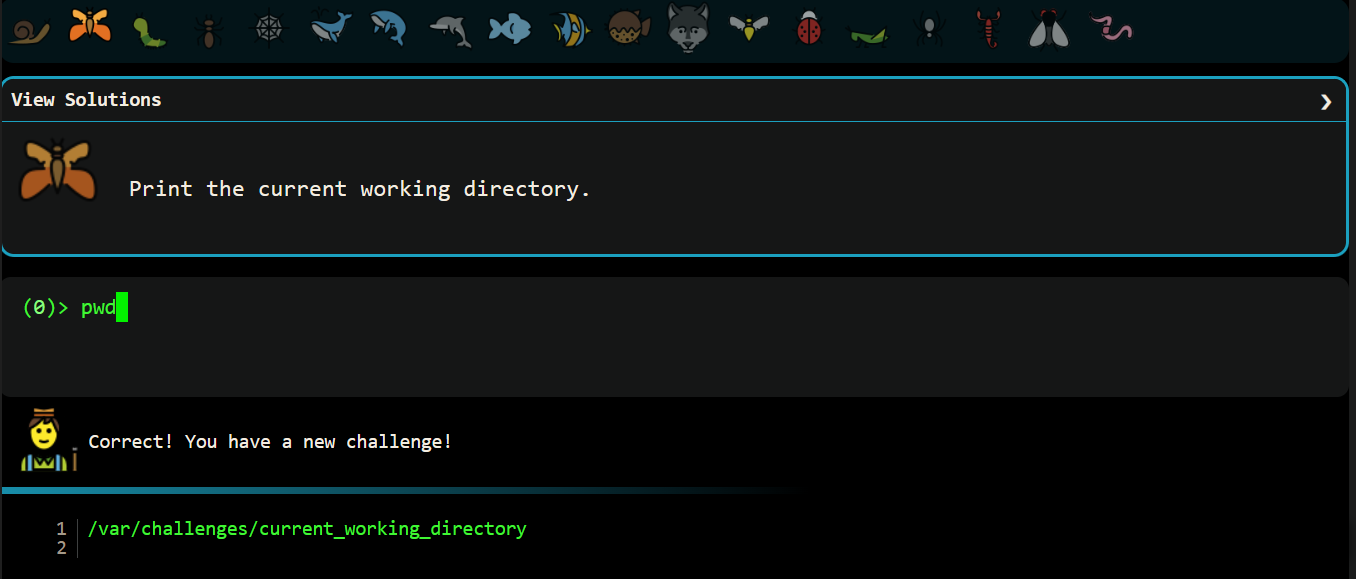 View Solutions ❯
Print the current working directory.
(0)> pwd
Correct! You have a new challenge!
1 /var/challenges/current_working_directory
2